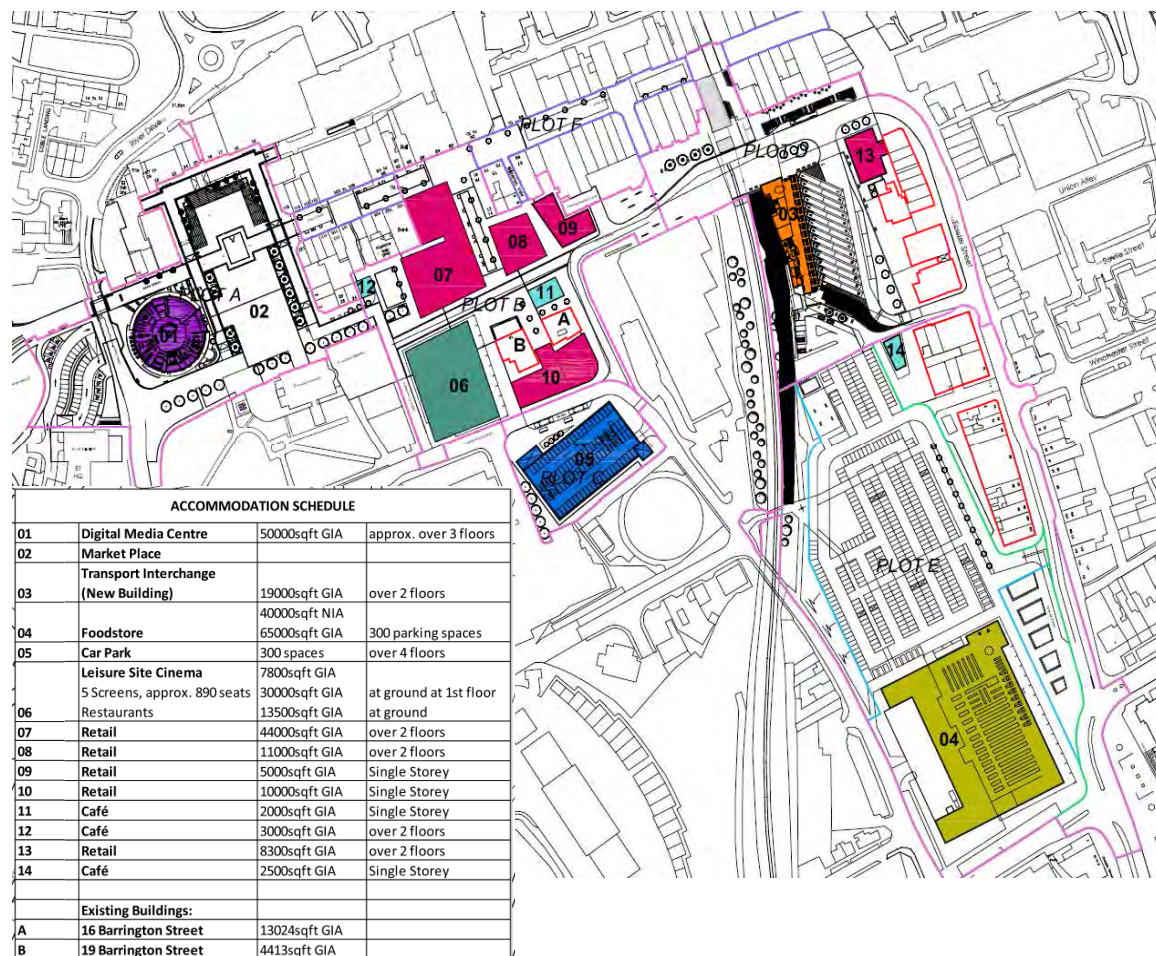 River Drive
COBLE LANDING
PLOT F
PLOT D
13
Union Alley
03
09
08
Bank
07
PLOT A
12
02
01
PLOT B
11
A
B
10
06
14
Saville Street
Winchester Street
05
PLOT E
04
ACCOMMODATION SCHEDULE
01 Digital Media Centre 50000sqft GIA approx. over 3 floors
02 Market Place
Transport Interchange
03 (New Building) 19000sqft GIA over 2 floors
40000sqft NIA
04 Foodstore 65000sqft GIA 300 parking spaces
05 Car Park 300 spaces over 4 floors
Leisure Site Cinema 7800sqft GIA
5 Screens, approx. 890 seats 30000sqft GIA at ground at 1st floor
06 Restaurants 13500sqft GIA at ground
07 Retail 44000sqft GIA over 2 floors
08 Retail 11000sqft GIA over 2 floors
09 Retail 5000sqft GIA Single Storey
10 Retail 10000sqft GIA Single Storey
11 Café 2000sqft GIA Single Storey
12 Café 3000sqft GIA over 2 floors
13 Retail 8300sqft GIA over 2 floors
14 Café 2500sqft GIA Single Storey
Existing Buildings:
A 16 Barrington Street 13024sqft GIA
B 19 Barrington Street 4413sqft GIA